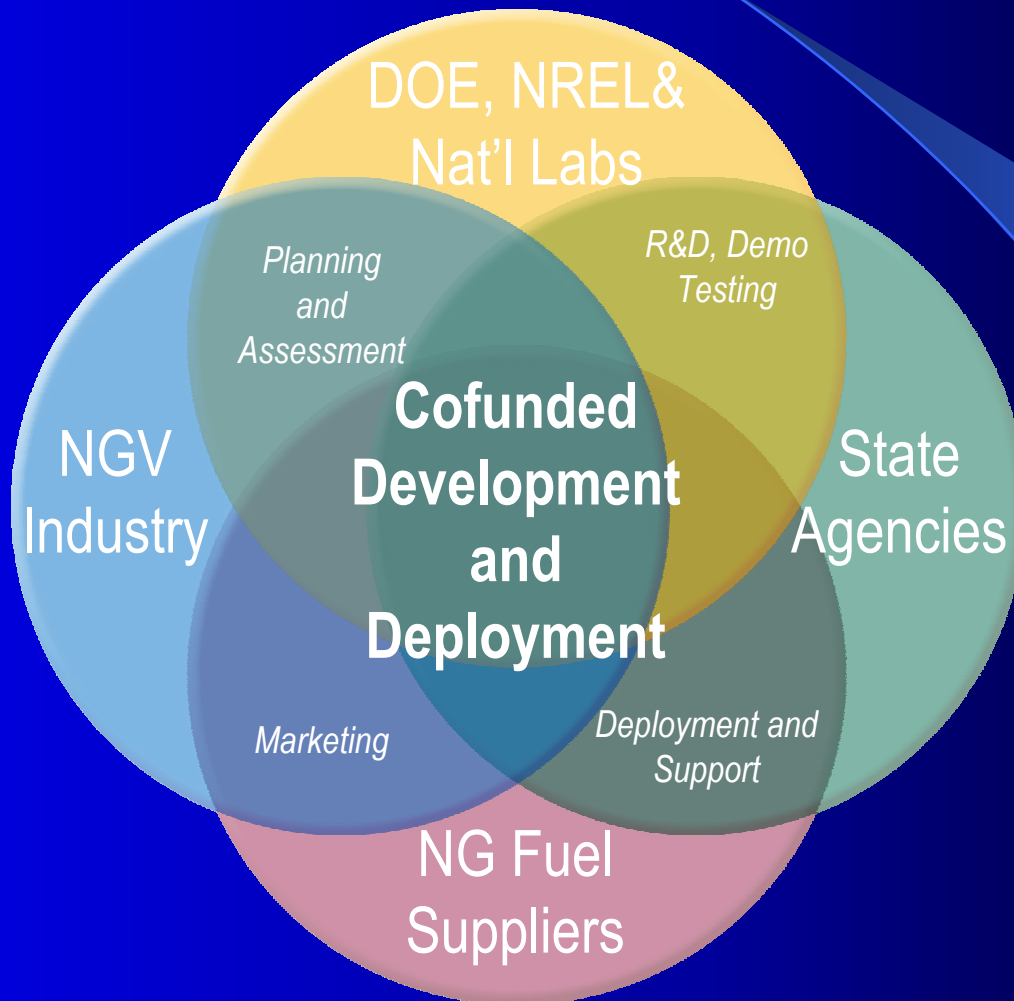 DOE, NREL&
Nat'l Labs
Planning
and
Assessment
R&D, Demo
Testing
NGV
Industry
Cofunded
Development
and
Deployment
State
Agencies
Marketing
Deployment and
Support
NG Fuel
Suppliers